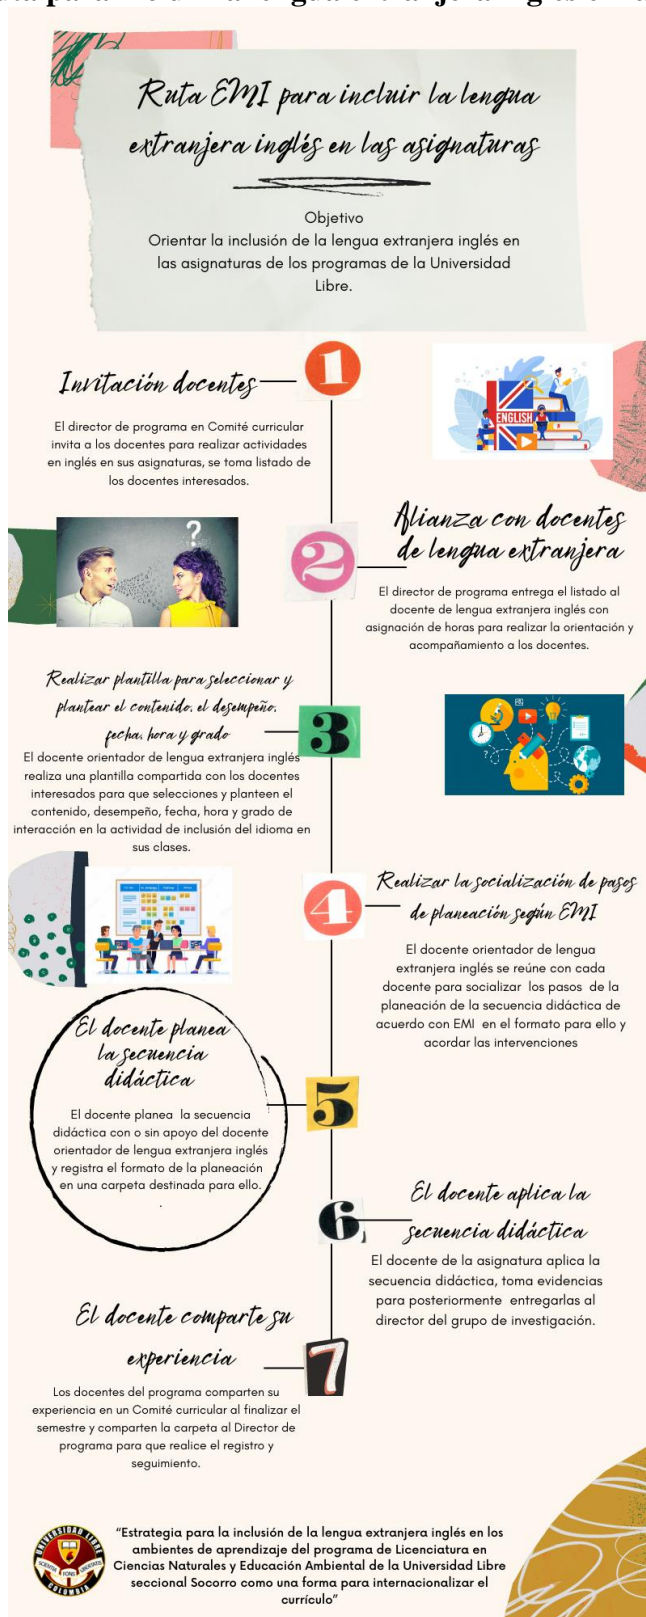 Ruta EMI para incluir la lengua
extranjera inglés en las asignaturas
Objetivo
Orientar la inclusión de la lengua extranjera inglés en
las asignaturas de los programas de la Universidad
Libre.
1
Invitación docentes
El director de programa en Comité curricular
invita a los docentes para realizar actividades
en inglés en sus asignaturas, se toma listado de
los docentes interesados.
ENGLISH
2
Alianza con docentes
de lengua extranjera
El director de programa entrega el listado al
docente de lengua extranjera inglés con
asignación de horas para realizar la orientación y
acompañamiento a los docentes.
?
Realizar plantilla para seleccionar y
plantear el contenido, el desempeño,
fecha, hora y grado
3
El docente orientador de lengua extranjera inglés
realiza una plantilla compartida con los docentes
interesados para que selecciones y planteen el
contenido, desempeño, fecha, hora y grado de
interacción en la actividad de inclusión del idioma en
sus clases.
4
Realizar la socialización de pasos
de planeación según EMI
El docente orientador de lengua
extranjera inglés se reúne con cada
docente para socializar los pasos de la
planeación de la secuencia didáctica de
acuerdo con EMI en el formato para ello y
acordar las intervenciones
El docente planea
la secuencia
didáctica
5
El docente planea la secuencia
didáctica con o sin apoyo del docente
orientador de lengua extranjera inglés
y registra el formato de la planeación
en una carpeta destinada para ello.
.
6
El docente aplica la
secuencia didáctica
El docente de la asignatura aplica la
secuencia didáctica, toma evidencias
para posteriormente entregarlas al
director del grupo de investigación.
El docente comparte su
experiencia
7
Los docentes del programa comparten su
experiencia en un Comité curricular al finalizar el
semestre y comparten la carpeta al Director de
programa para que realice el registro y
seguimiento.
UNIVERSIDAD LIBRE
COLOMBIA
“Estrategia para la inclusión de la lengua extranjera inglés en los
ambientes de aprendizaje del programa de Licenciatura en
Ciencias Naturales y Educación Ambiental de la Universidad Libre
seccional Socorro como una forma para internacionalizar el
currículo”